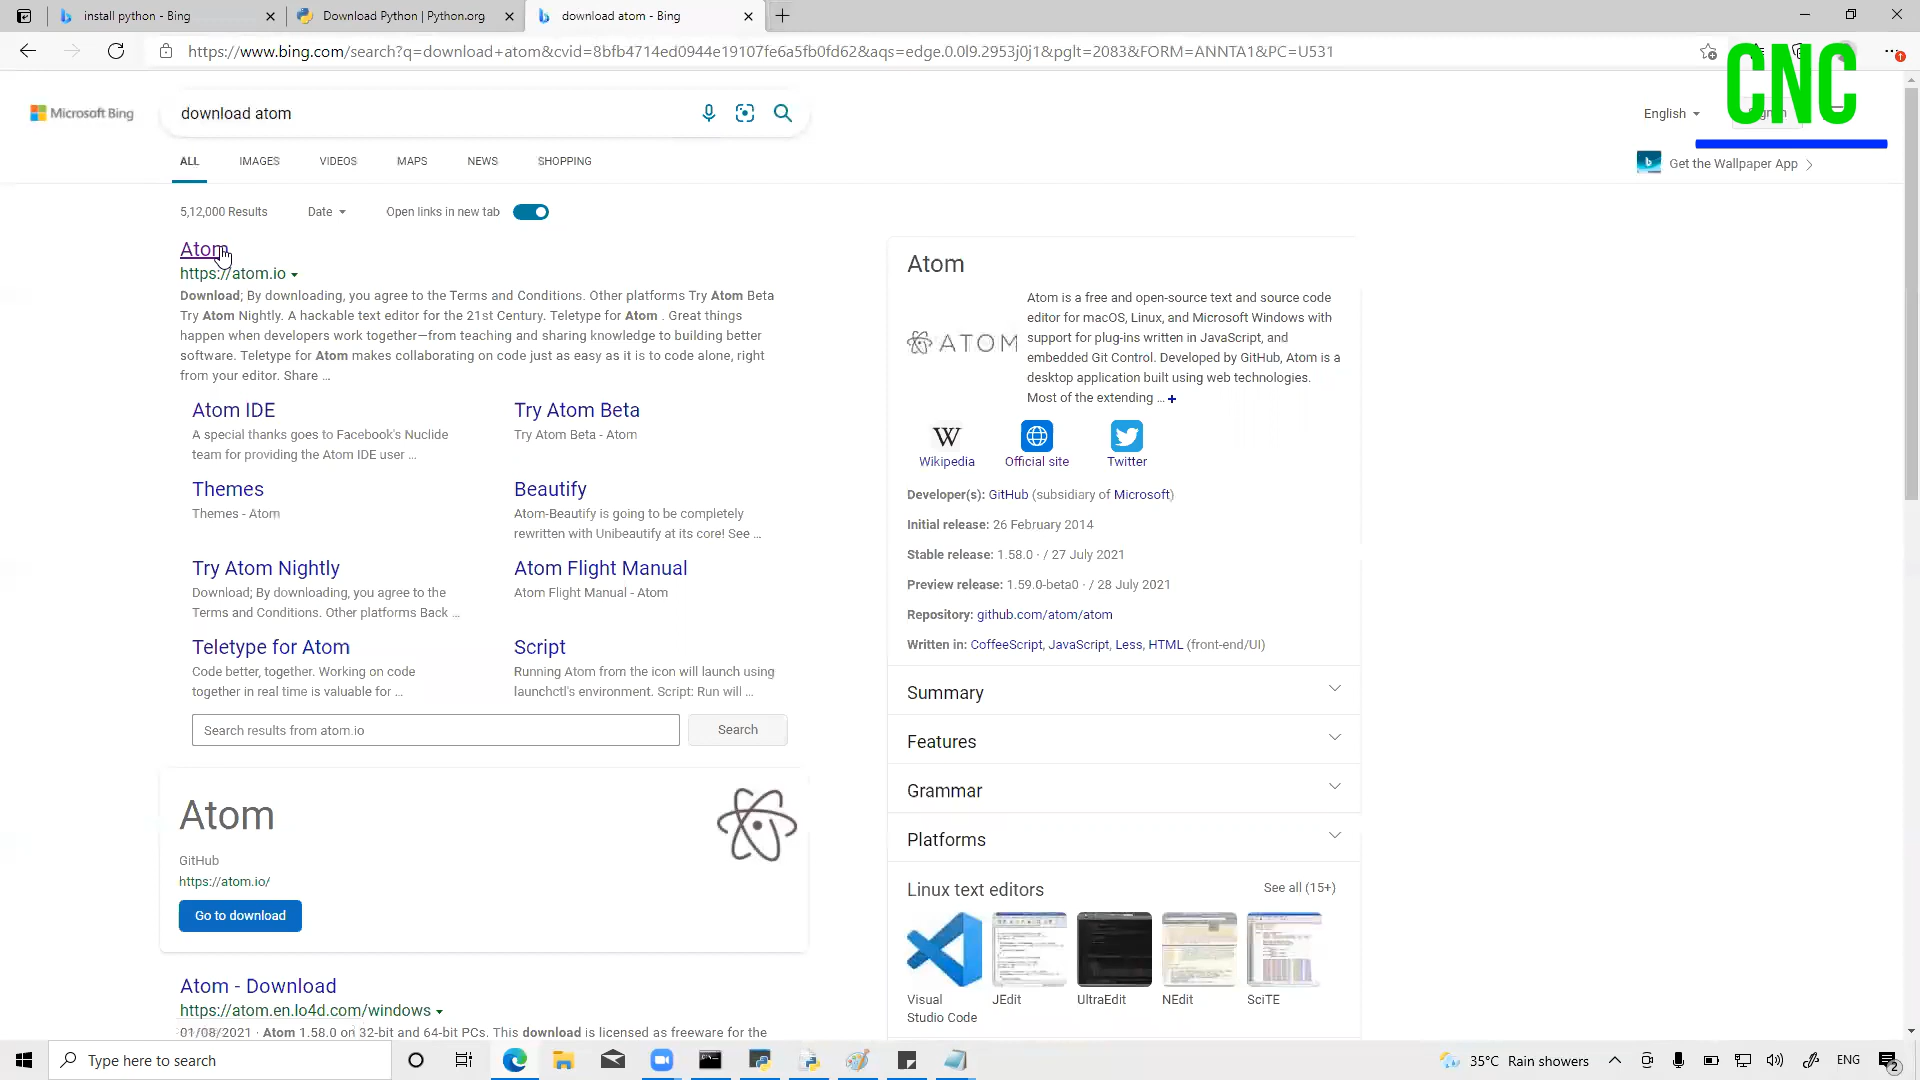 install python - Bing
Download Python | Python.org
download atom - Bing
https://www.bing.com/search?q=download+atom&cvid=8bfb4714ed0944e19107fe6a5fb0fd62&aqs=edge.0.0l9.2953j0j1&pglt=2083&FORM=ANNTA1&PC=U531
CNC
Microsoft Bing
download atom
English
ALL
IMAGES
VIDEOS
MAPS
NEWS
SHOPPING
Get the Wallpaper App
5,12,000 Results
Date
Open links in new tab
Atom
https://atom.io
Download; By downloading, you agree to the Terms and Conditions. Other platforms Try Atom Beta
Try Atom Nightly. A hackable text editor for the 21st Century. Teletype for Atom . Great things
happen when developers work together—from teaching and sharing knowledge to building better
software. Teletype for Atom makes collaborating on code just as easy as it is to code alone, right
from your editor. Share ...
Atom IDE
A special thanks goes to Facebook's Nuclide
team for providing the Atom IDE user ...
Try Atom Beta
Try Atom Beta - Atom
Themes
Themes - Atom
Beautify
Atom-Beautify is going to be completely
rewritten with Unibeautify at its core! See ...
Try Atom Nightly
Download; By downloading, you agree to the
Terms and Conditions. Other platforms Back ...
Atom Flight Manual
Atom Flight Manual - Atom
Teletype for Atom
Code better, together. Working on code
together in real time is valuable for ...
Script
Running Atom from the icon will launch using
launchctl's environment. Script: Run will ...
Search results from atom.io
Search
Atom
GitHub
https://atom.io/
Go to download
Atom - Download
https://atom.en.lo4d.com/windows
01/08/2021 · Atom 1.58.0 on 32-bit and 64-bit PCs. This download is licensed as freeware for the
Atom
ATOM
Atom is a free and open-source text and source code
editor for macOS, Linux, and Microsoft Windows with
support for plug-ins written in JavaScript, and
embedded Git Control. Developed by GitHub, Atom is a
desktop application built using web technologies.
Most of the extending ... +
W
Wikipedia
Official site
Twitter
Developer(s): GitHub (subsidiary of Microsoft)
Initial release: 26 February 2014
Stable release: 1.58.0 · / 27 July 2021
Preview release: 1.59.0-beta0 · / 28 July 2021
Repository: github.com/atom/atom
Written in: CoffeeScript, JavaScript, Less, HTML (front-end/UI)
Summary
Features
Grammar
Platforms
Linux text editors
See all (15+)
Visual
Studio Code
JEdit
UltraEdit
NEdit
SciTE
Type here to search
35°C Rain showers
ENG
2